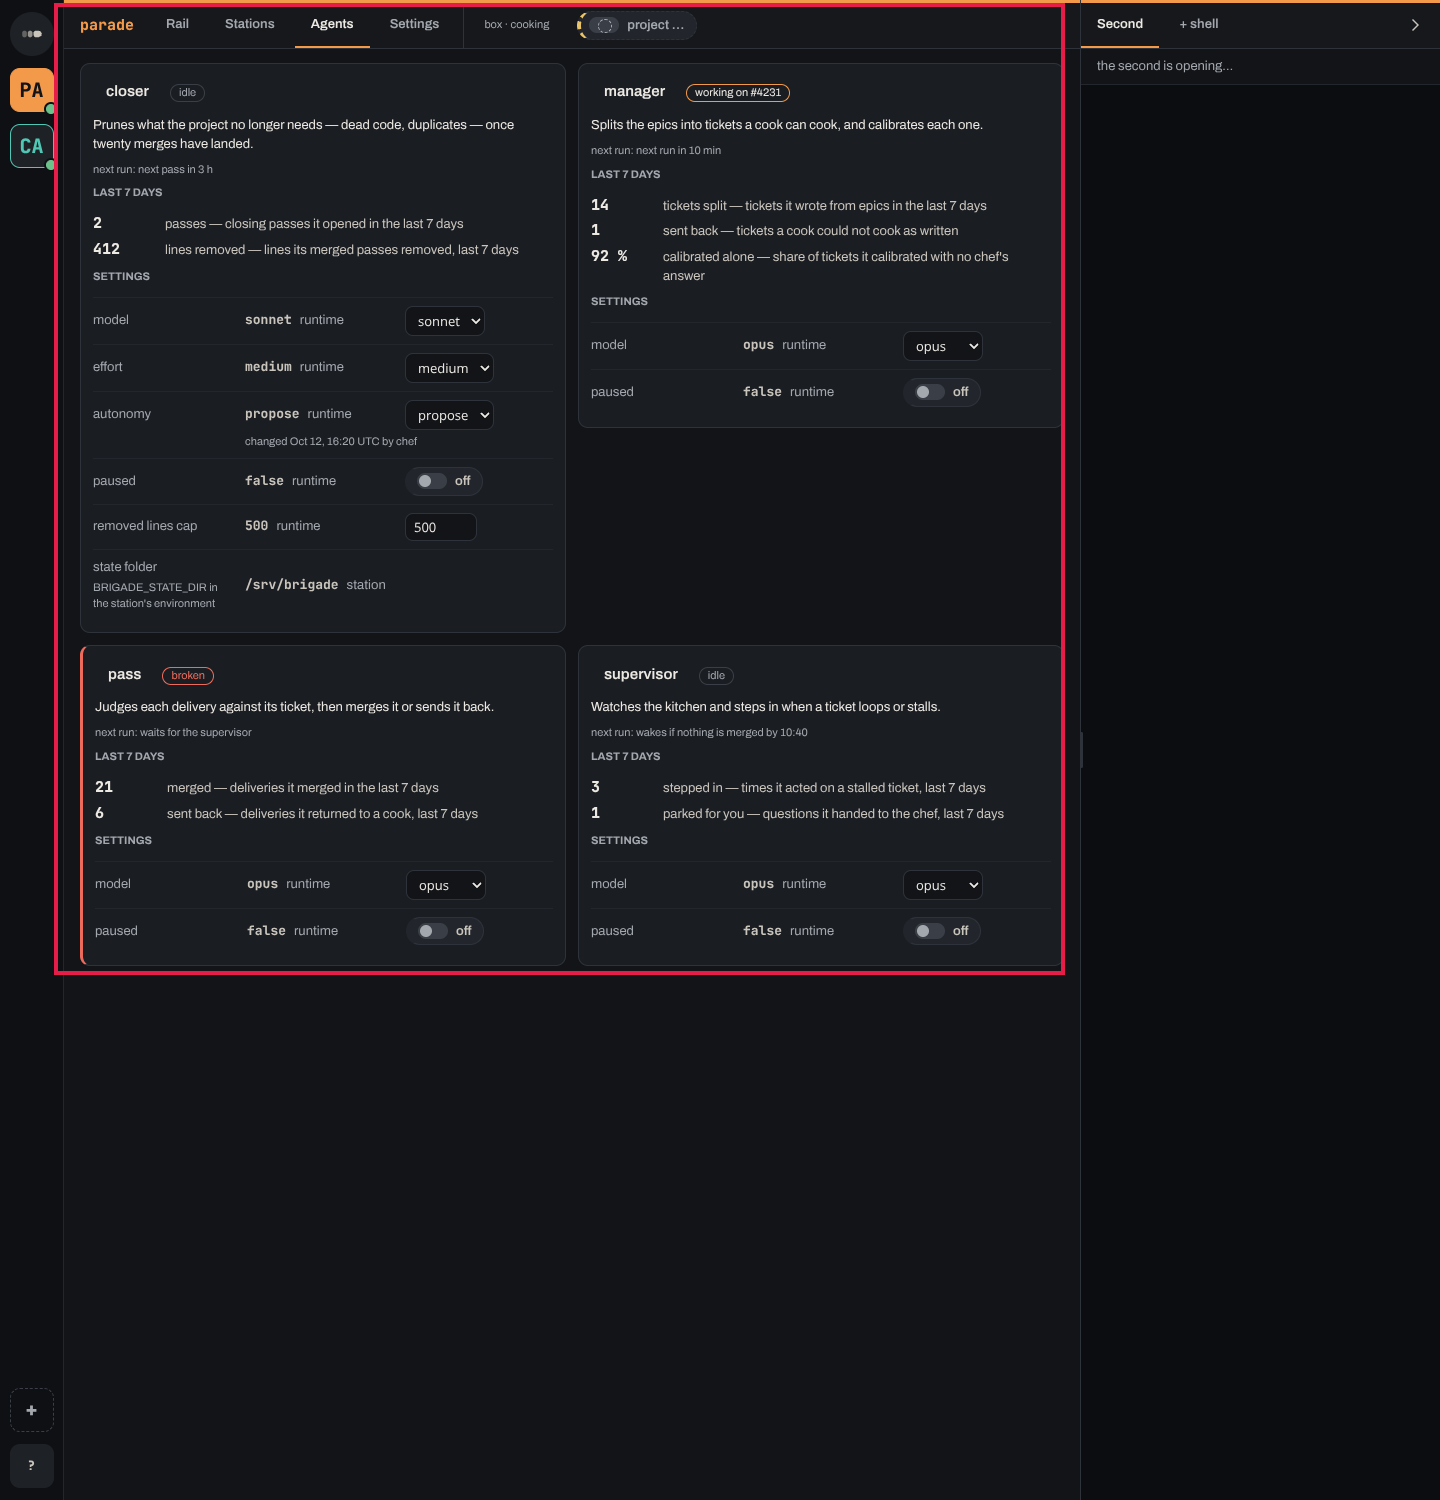 PA
CA
+
?
parade Rail Stations Agents Settings box · cooking project ...
Second + shell
the second is opening...
closer idle
Prunes what the project no longer needs — dead code, duplicates — once
twenty merges have landed.
next run: next pass in 3 h
LAST 7 DAYS
2 passes — closing passes it opened in the last 7 days
412 lines removed — lines its merged passes removed, last 7 days
SETTINGS
model sonnet runtime sonnet
effort medium runtime medium
autonomy propose runtime propose
changed Oct 12, 16:20 UTC by chef
paused false runtime off
removed lines cap 500 runtime 500
state folder
BRIGADE_STATE_DIR in
the station's environment
/srv/brigade station
manager working on #4231
Splits the epics into tickets a cook can cook, and calibrates each one.
next run: next run in 10 min
LAST 7 DAYS
14 tickets split — tickets it wrote from epics in the last 7 days
1 sent back — tickets a cook could not cook as written
92 % calibrated alone — share of tickets it calibrated with no chef's
answer
SETTINGS
model opus runtime opus
paused false runtime off
pass broken
Judges each delivery against its ticket, then merges it or sends it back.
next run: waits for the supervisor
LAST 7 DAYS
21 merged — deliveries it merged in the last 7 days
6 sent back — deliveries it returned to a cook, last 7 days
SETTINGS
model opus runtime opus
paused false runtime off
supervisor idle
Watches the kitchen and steps in when a ticket loops or stalls.
next run: wakes if nothing is merged by 10:40
LAST 7 DAYS
3 stepped in — times it acted on a stalled ticket, last 7 days
1 parked for you — questions it handed to the chef, last 7 days
SETTINGS
model opus runtime opus
paused false runtime off